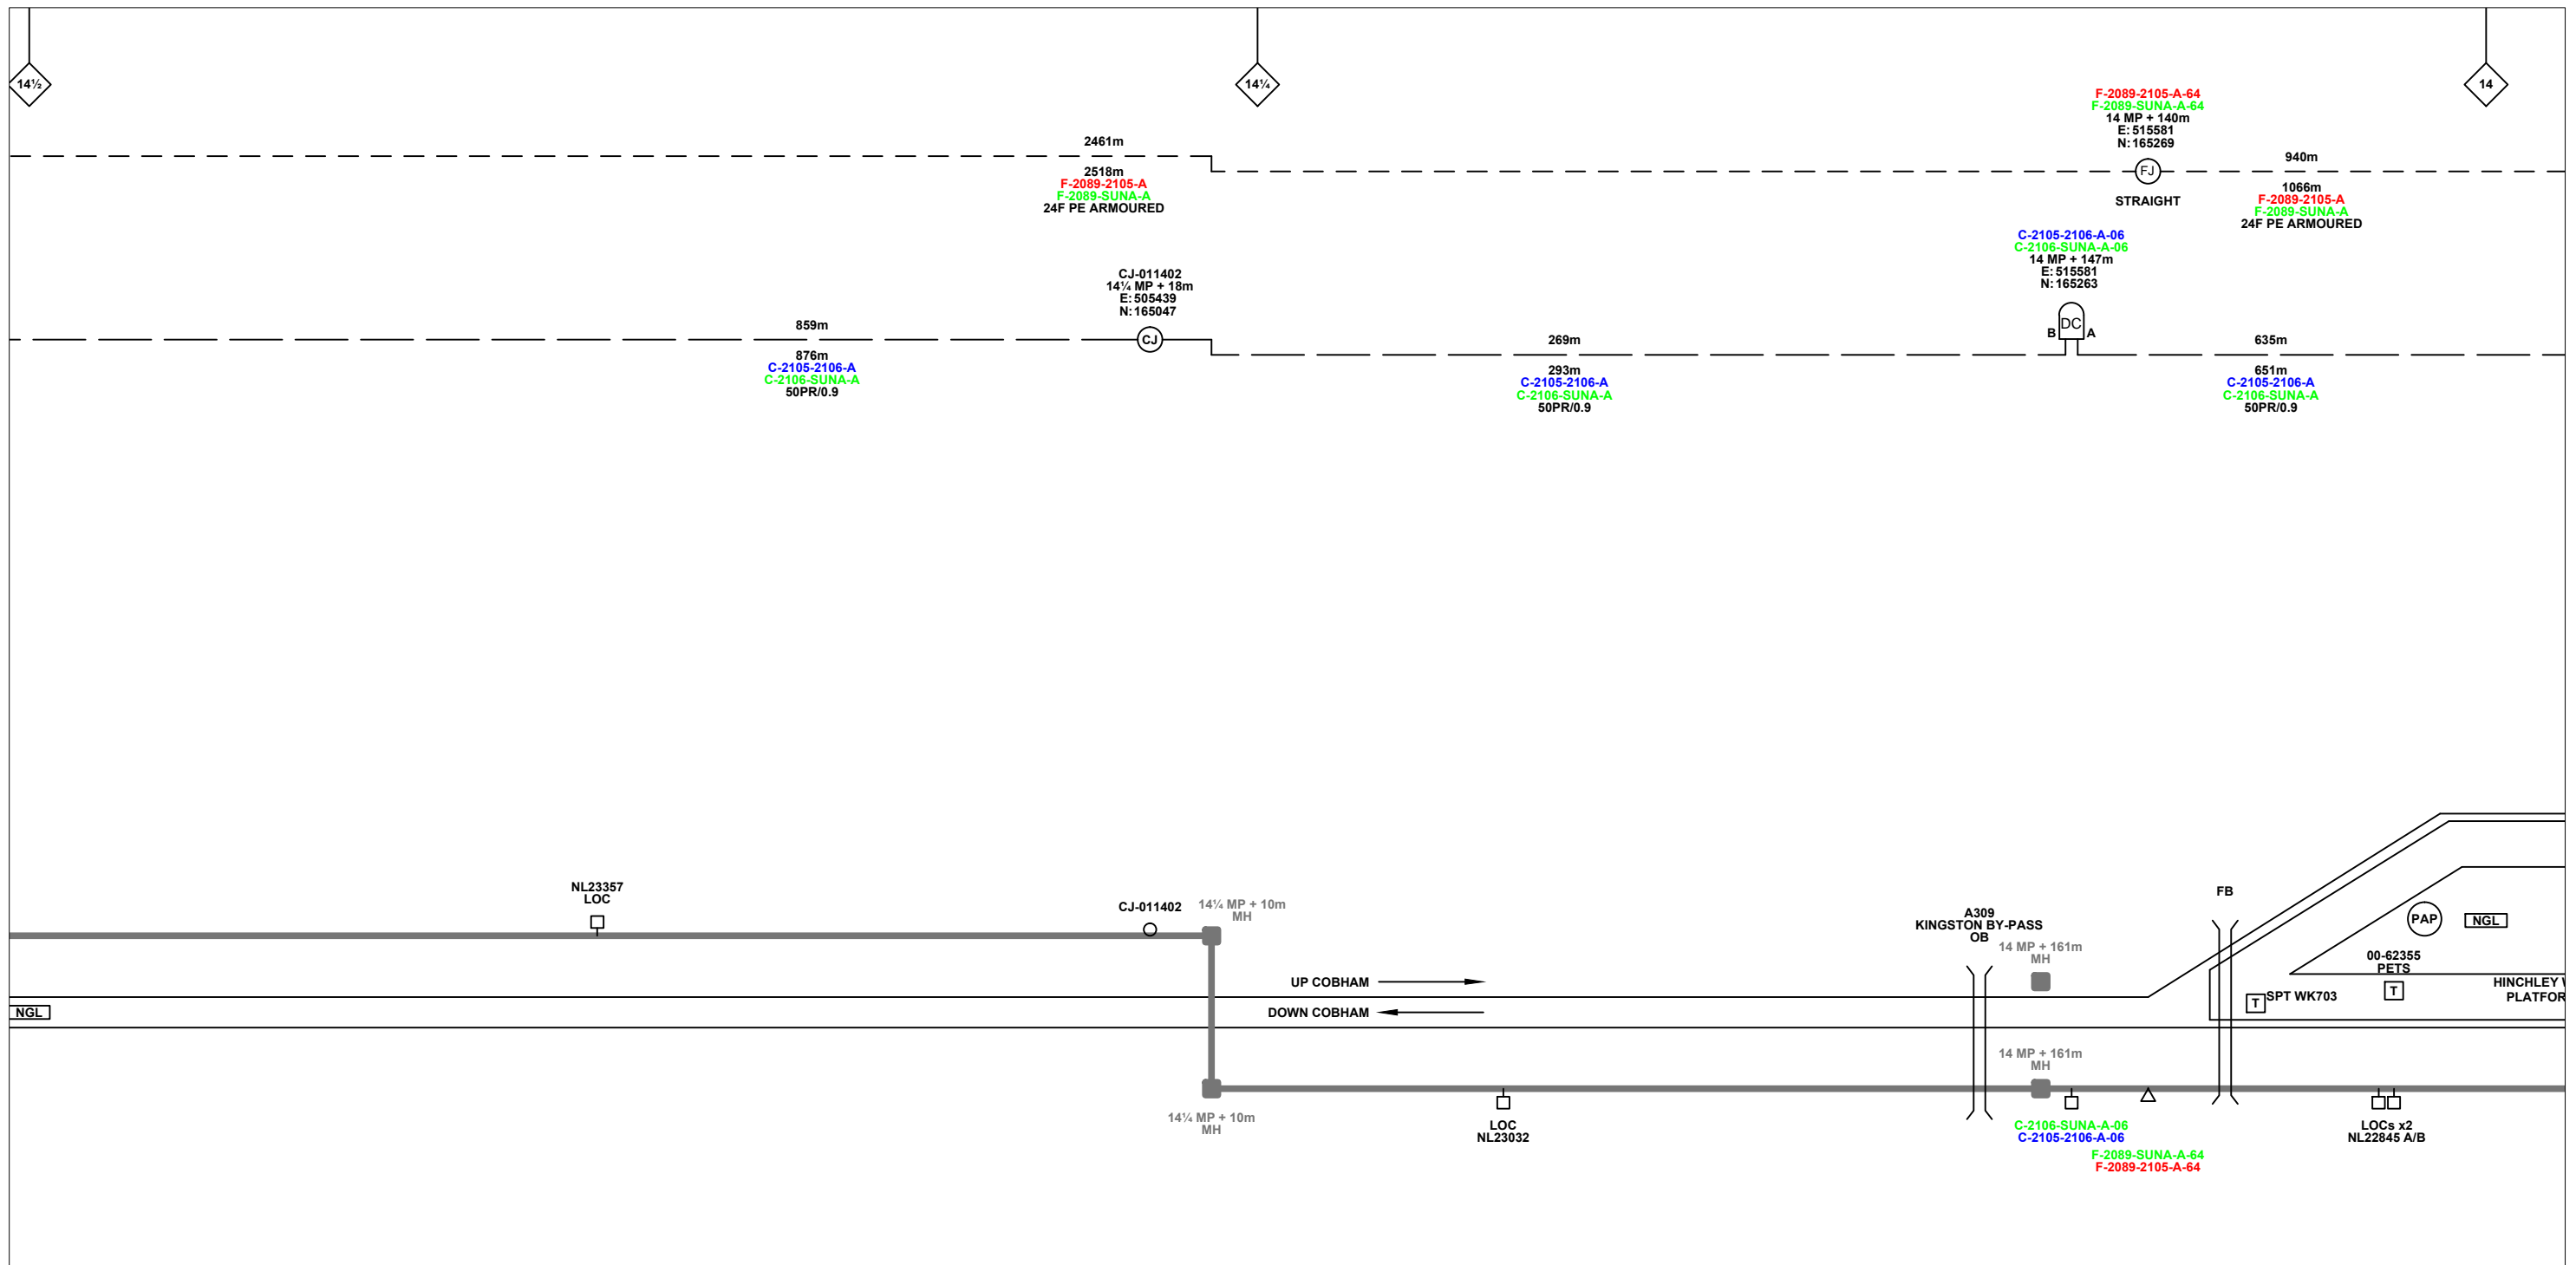 14½
14¼
14
F-2089-2105-A-64
F-2089-SUNA-A-64
14 MP + 140m
E: 515581
N: 165269
FJ
STRAIGHT
2461m
2518m
F-2089-2105-A
F-2089-SUNA-A
24F PE ARMOURED
940m
1066m
F-2089-2105-A
F-2089-SUNA-A
24F PE ARMOURED
C-2105-2106-A-06
C-2106-SUNA-A-06
14 MP + 147m
E: 515581
N: 165263
B DC A
CJ-011402
14¼ MP + 18m
E: 505439
N: 165047
CJ
859m
876m
C-2105-2106-A
C-2106-SUNA-A
50PR/0.9
269m
293m
C-2105-2106-A
C-2106-SUNA-A
50PR/0.9
635m
651m
C-2105-2106-A
C-2106-SUNA-A
50PR/0.9
NL23357
LOC
CJ-011402
14¼ MP + 10m
MH
A309
KINGSTON BY-PASS
OB
14 MP + 161m
MH
FB
PAP
NGL
00-62355
PETS
T
T
SPT WK703
HINCHLEY
PLATFOR
UP COBHAM
DOWN COBHAM
NGL
14 MP + 161m
MH
14¼ MP + 10m
MH
LOC
NL23032
C-2106-SUNA-A-06
C-2105-2106-A-06
F-2089-SUNA-A-64
F-2089-2105-A-64
LOCs x2
NL22845 A/B